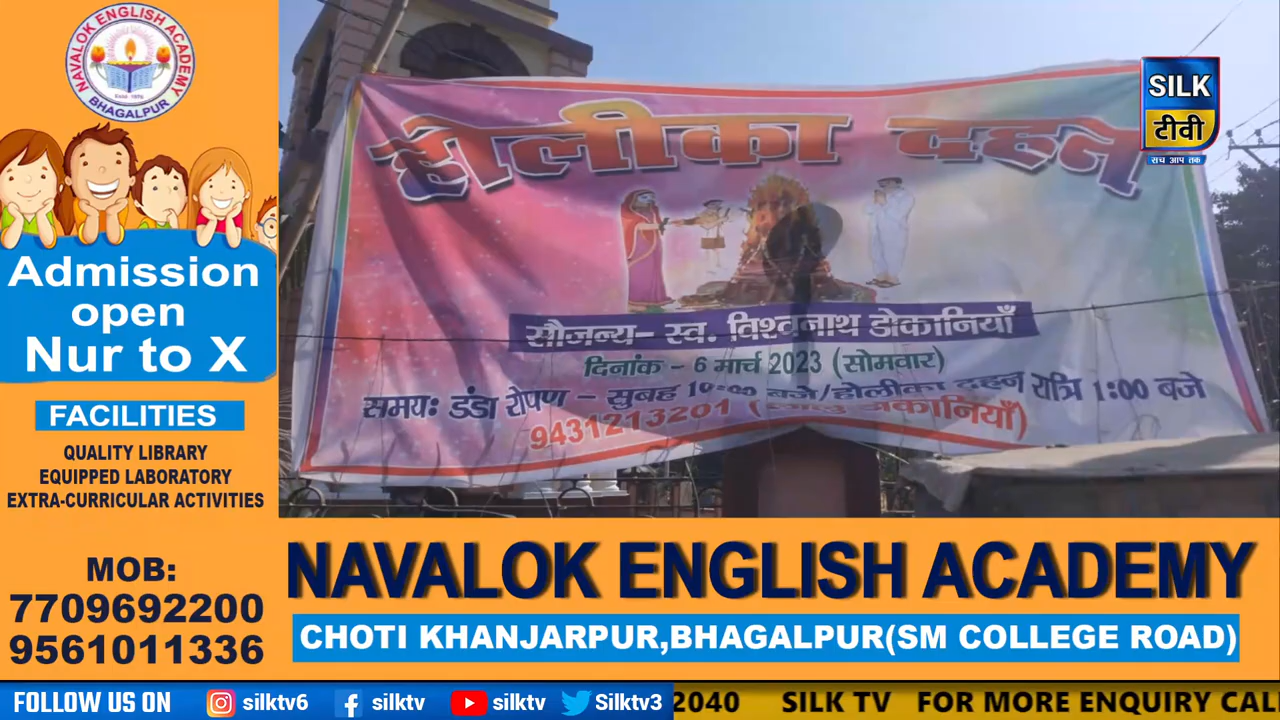 NAVALOK ENGLISH ACADEMY
BHAGALPUR
Admission
open
Nur to X
FACILITIES
QUALITY LIBRARY
EQUIPPED LABORATORY
EXTRA-CURRICULAR ACTIVITIES
MOB:
7709692200
9561011336
SILK
टीवी
सच आप तक
होलीका दहन
सौजन्य- स्व. विश्वनाथ डोकानियाँ
दिनांक - 6 मार्च 2023 (सोमवार)
समयः डंडा रोपण - सुबह 10:00 बजे/होलीका दहन रात्रि 1:00 बजे
9431213201
NAVALOK ENGLISH ACADEMY
CHOTI KHANJARPUR,BHAGALPUR(SM COLLEGE ROAD)
FOLLOW US ON silktv6 silktv silktv Silktv3 2040 SILK TV FOR MORE ENQUIRY CAL